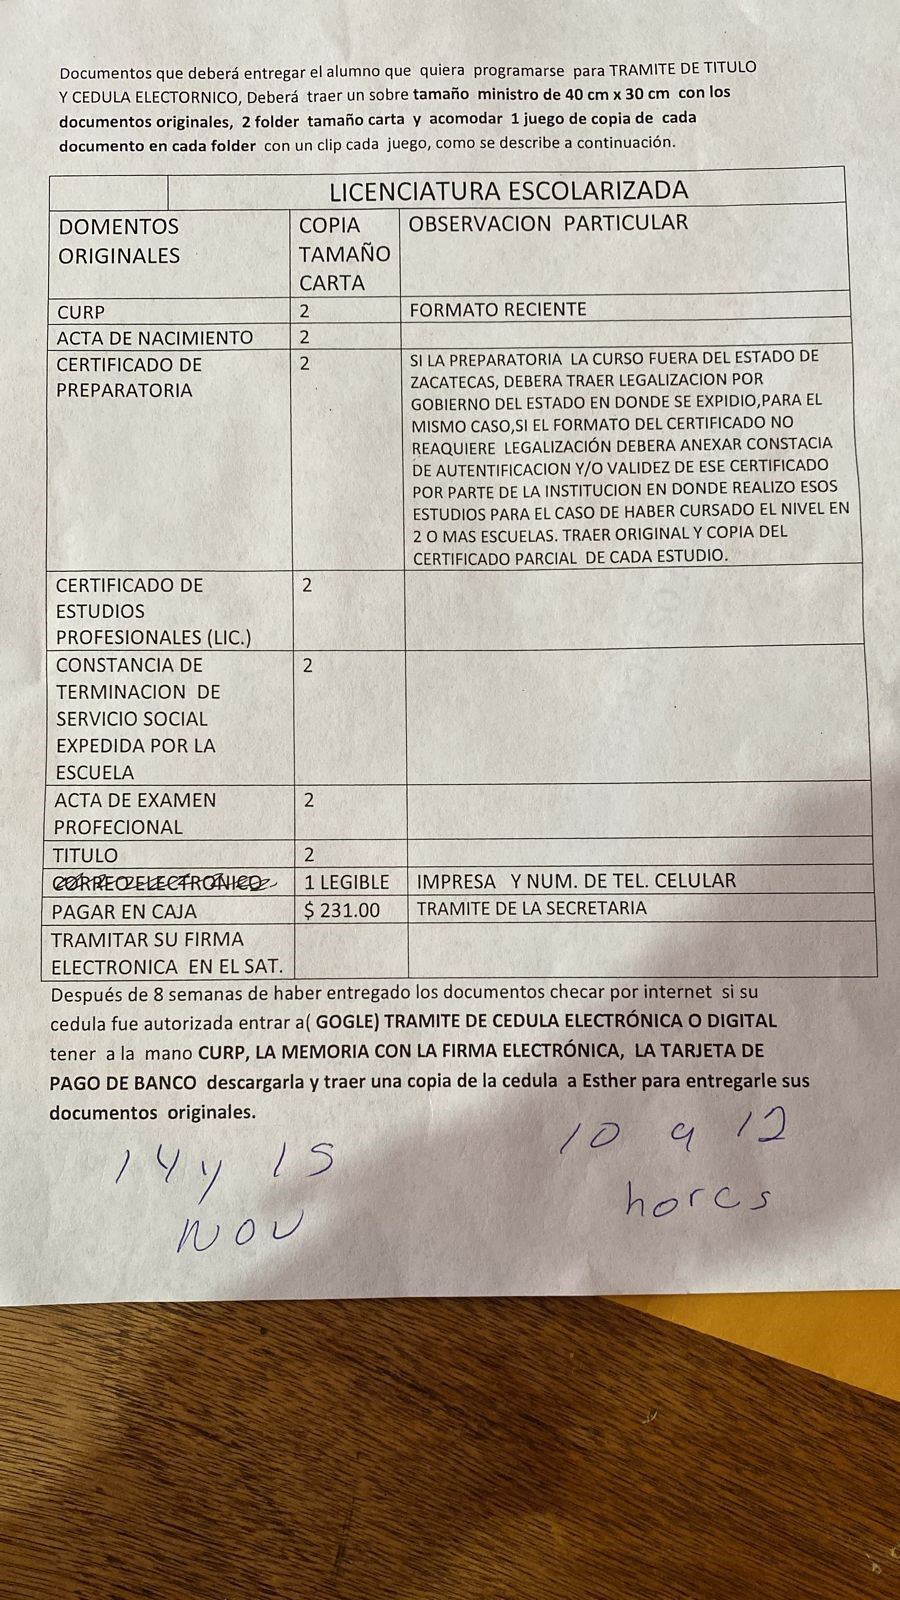 Documentos que deberá entregar el alumno que quiera programarse para TRAMITE DE TITULO
Y CEDULA ELECTORNICO, Deberá traer un sobre tamaño ministro de 40 cm x 30 cm con los
documentos originales, 2 folder tamaño carta y acomodar 1 juego de copia de cada
documento en cada folder con un clip cada juego, como se describe a continuación.
LICENCIATURA ESCOLARIZADA
DOMENTOS
ORIGINALES
COPIA
TAMAÑO
CARTA
OBSERVACION PARTICULAR
CURP
2
FORMATO RECIENTE
ACTA DE NACIMIENTO
2
CERTIFICADO DE
PREPARATORIA
2
SI LA PREPARATORIA LA CURSO FUERA DEL ESTADO DE
ZACATECAS, DEBERA TRAER LEGALIZACION POR
GOBIERNO DEL ESTADO EN DONDE SE EXPIDIO,PARA EL
MISMO CASO,SI EL FORMATO DEL CERTIFICADO NO
REAQUIERE LEGALIZACIÓN DEBERA ANEXAR CONSTACIA
DE AUTENTIFICACION Y/O VALIDEZ DE ESE CERTIFICADO
POR PARTE DE LA INSTITUCION EN DONDE REALIZO ESOS
ESTUDIOS PARA EL CASO DE HABER CURSADO EL NIVEL EN
2 O MAS ESCUELAS. TRAER ORIGINAL Y COPIA DEL
CERTIFICADO PARCIAL DE CADA ESTUDIO.
CERTIFICADO DE
ESTUDIOS
PROFESIONALES (LIC.)
2
CONSTANCIA DE
TERMINACION DE
SERVICIO SOCIAL
EXPEDIDA POR LA
ESCUELA
2
ACTA DE EXAMEN
PROFECIONAL
2
TITULO
2
CORREO ELECTRONICO
1 LEGIBLE
IMPRESA Y NUM. DE TEL. CELULAR
PAGAR EN CAJA
$ 231.00
TRAMITE DE LA SECRETARIA
TRAMITAR SU FIRMA
ELECTRONICA EN EL SAT.
Después de 8 semanas de haber entregado los documentos checar por internet si su
cedula fue autorizada entrar a( GOGLE) TRAMITE DE CEDULA ELECTRÓNICA O DIGITAL
tener a la mano CURP, LA MEMORIA CON LA FIRMA ELECTRÓNICA, LA TARJETA DE
PAGO DE BANCO descargarla y traer una copia de la cedula a Esther para entregarle sus
documentos originales.
14 y 15
NOV
10 a 12
horas